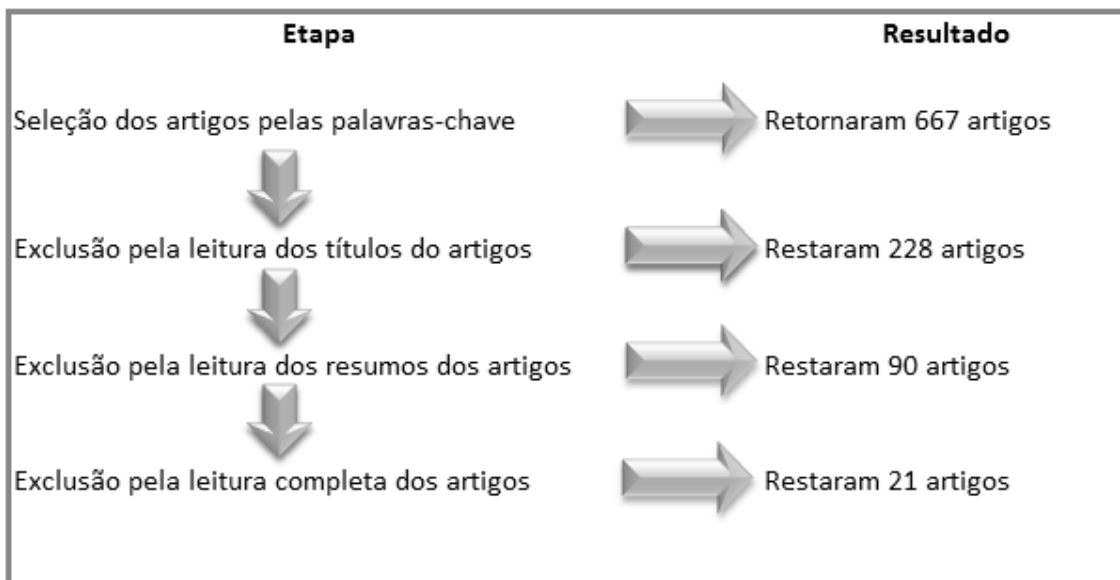 Etapa Resultado
Seleção dos artigos pelas palavras-chave Retornaram 667 artigos
Exclusão pela leitura dos títulos do artigos Restaram 228 artigos
Exclusão pela leitura dos resumos dos artigos Restaram 90 artigos
Exclusão pela leitura completa dos artigos Restaram 21 artigos